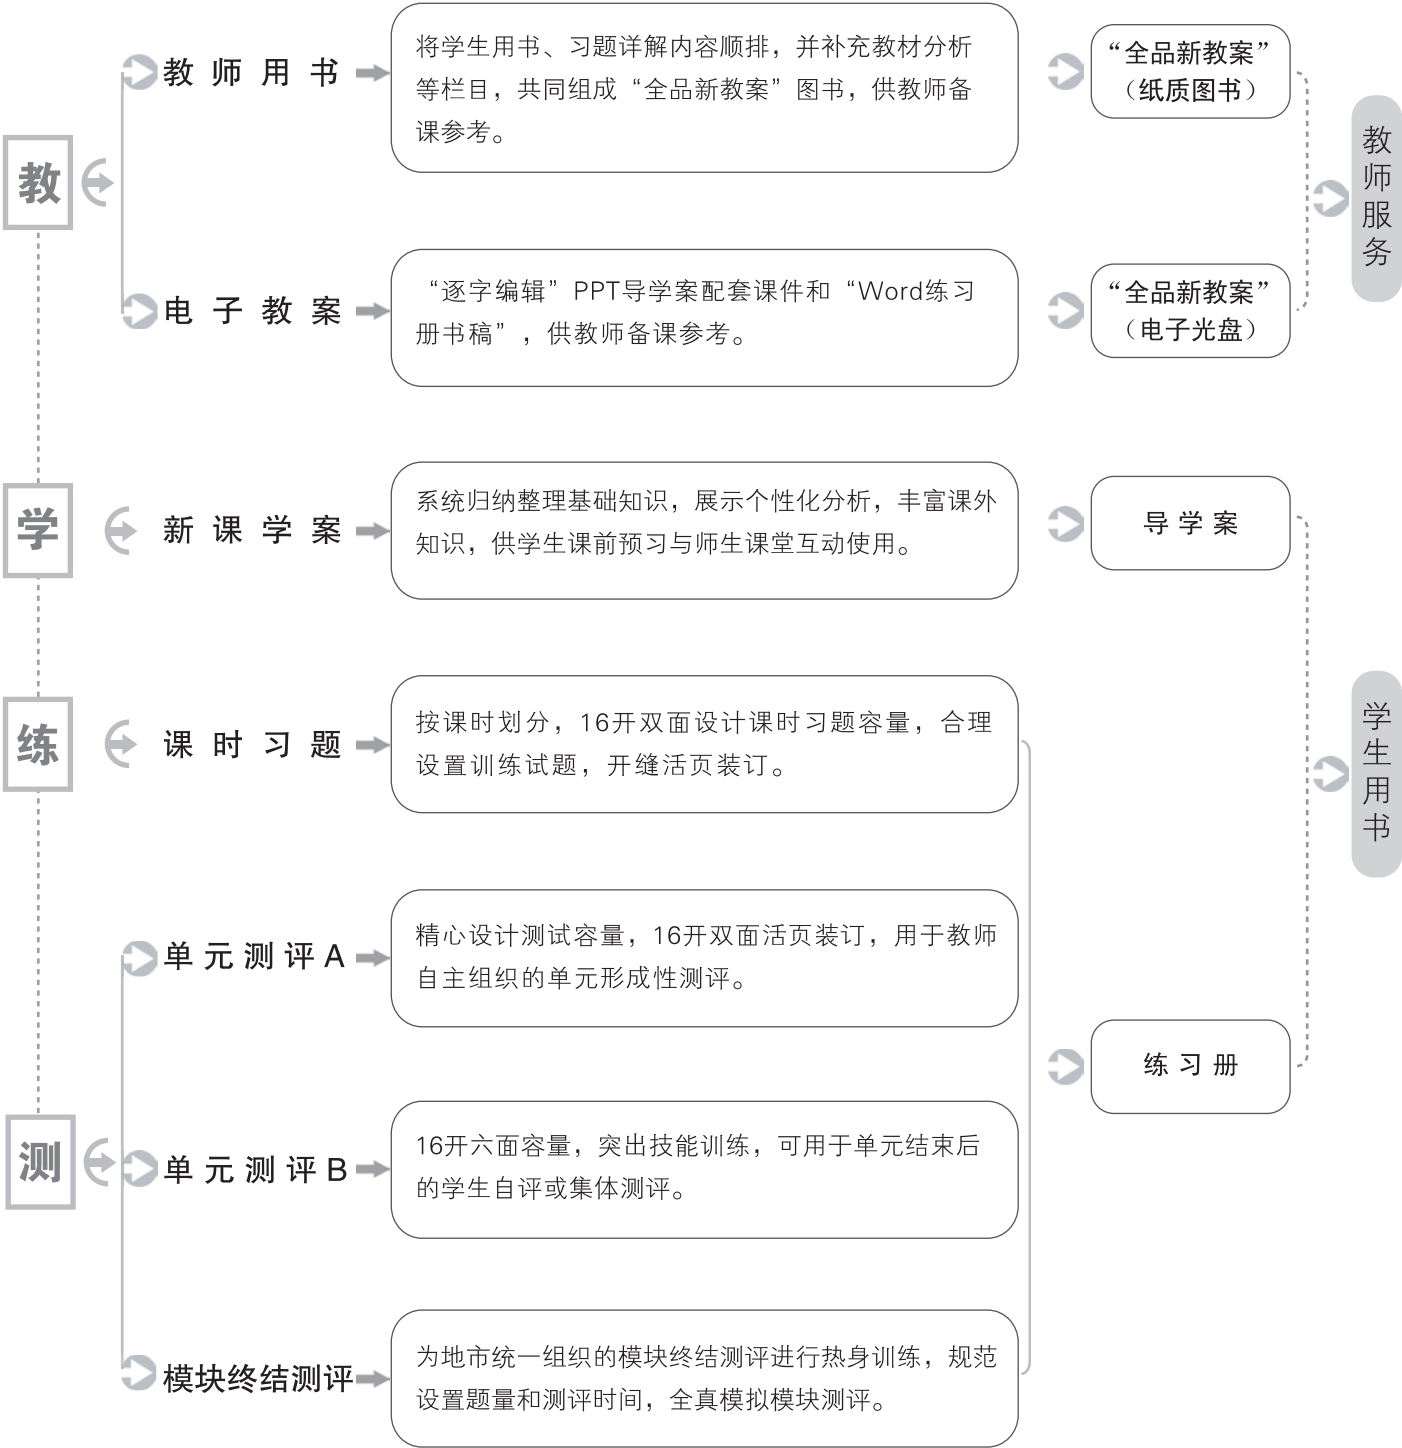 教
教师用书
将学生用书、习题详解内容顺排，并补充教材分析
等栏目，共同组成“全品新教案”图书，供教师备
课参考。
“全品新教案”
（纸质图书）
电子教案
“逐字编辑”PPT导学案配套课件和“Word练习
册书稿”，供教师备课参考。
“全品新教案”
（电子光盘）
教师服务
学
新课学案
系统归纳整理基础知识，展示个性化分析，丰富课外
知识，供学生课前预习与师生课堂互动使用。
导学案
练
课时习题
按课时划分，16开双面设计课时习题容量，合理
设置训练试题，开缝活页装订。
学生用书
测
单元测评A
精心设计测试容量，16开双面活页装订，用于教师
自主组织的单元形成性测评。
练习册
单元测评B
16开六面容量，突出技能训练，可用于单元结束后
的学生自评或集体测评。
模块终结测评
为地市统一组织的模块终结测评进行热身训练，规范
设置题量和测评时间，全真模拟模块测评。